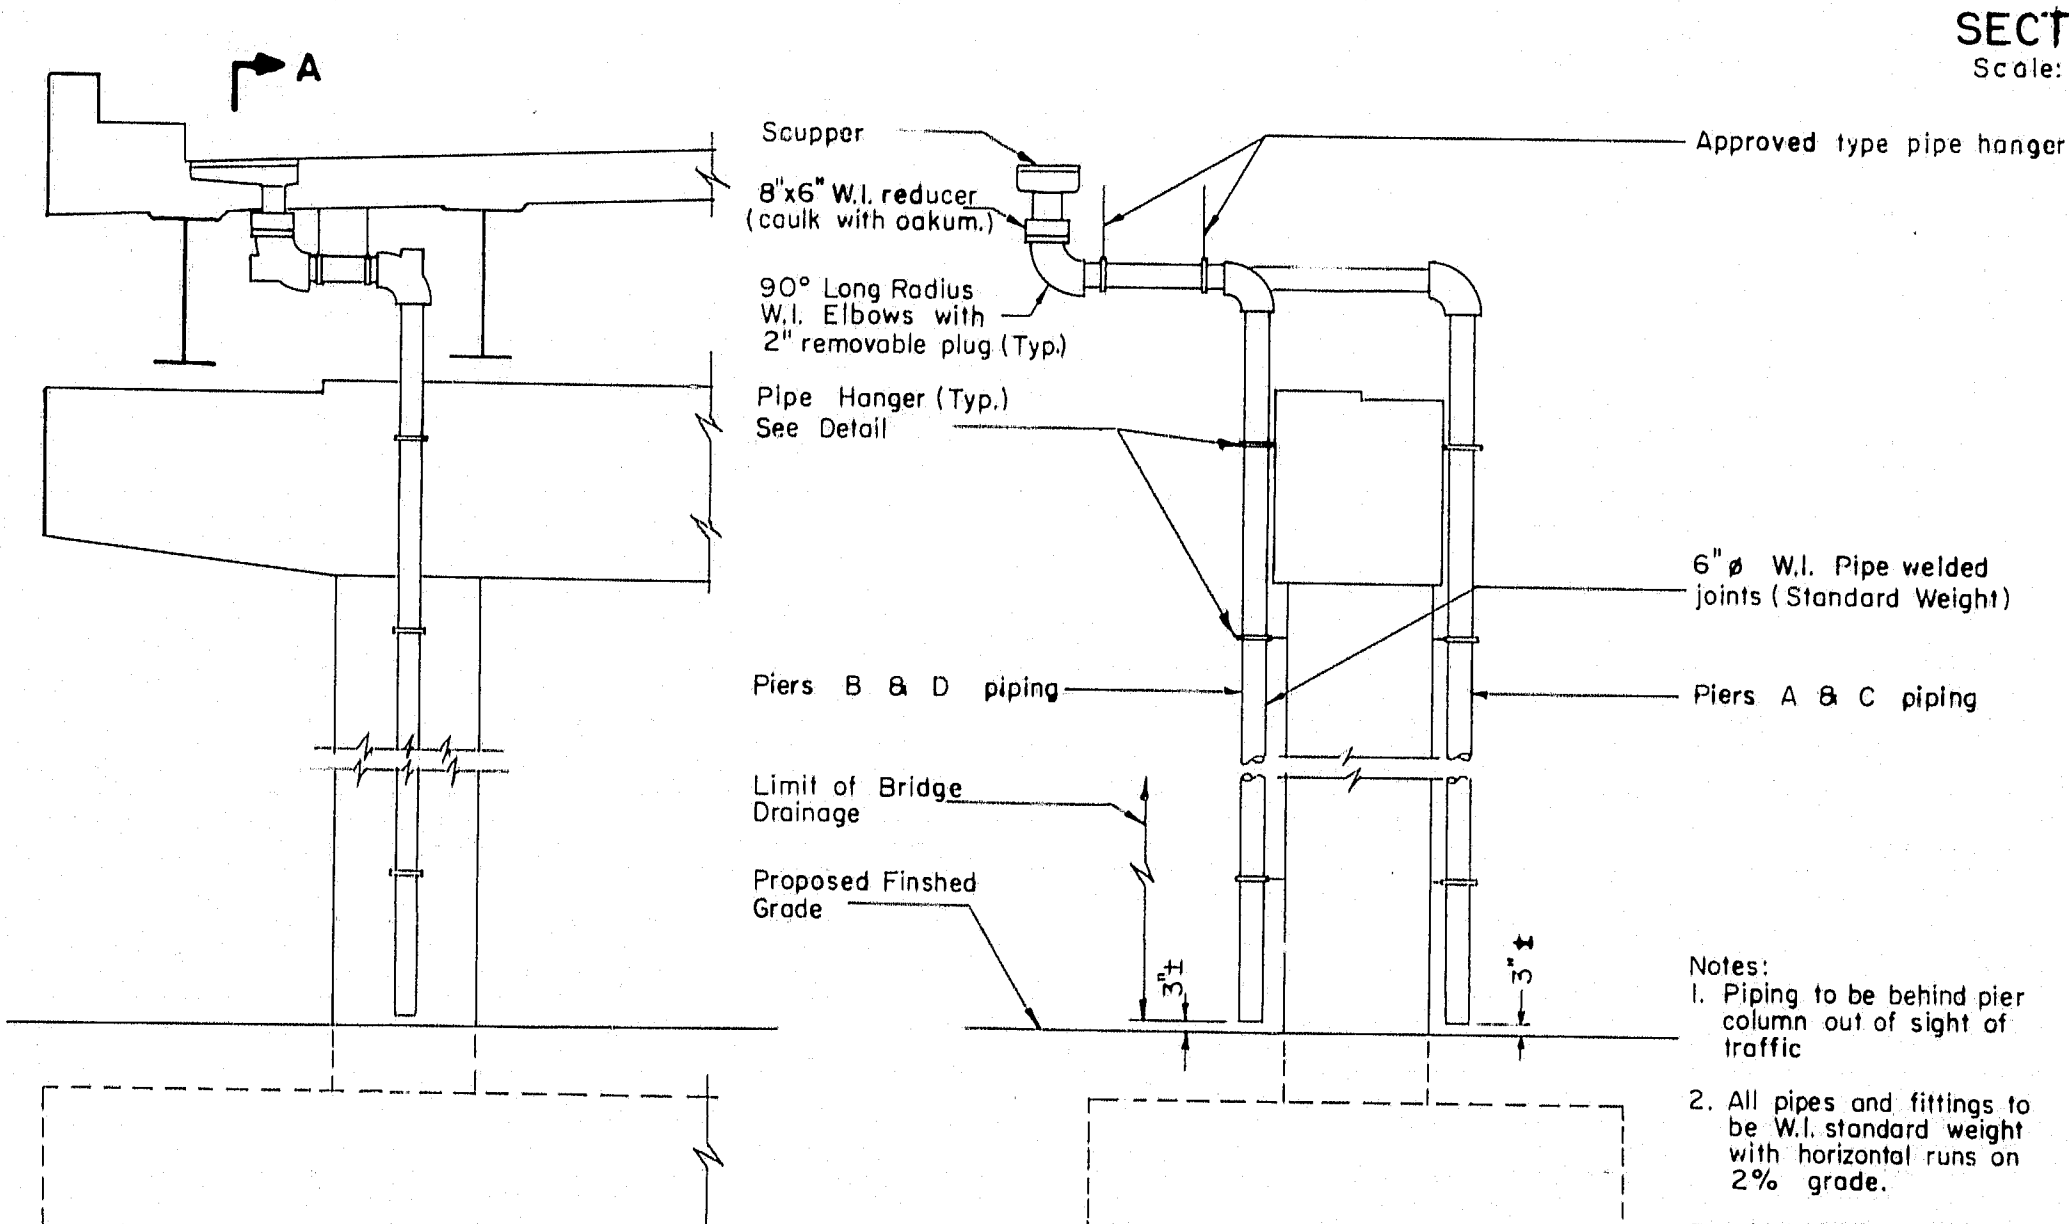 SECT
Scale:
A
Scupper
8"x6" W.I. reducer
(caulk with oakum.)
90° Long Radius
W.I. Elbows with
2" removable plug (Typ.)
Pipe Hanger (Typ.)
See Detail
Piers B & D piping
Limit of Bridge
Drainage
Proposed Finshed
Grade
3"±
3"±
Approved type pipe hanger
6"ø W.I. Pipe welded
joints (Standard Weight)
Piers A & C piping
Notes:
1. Piping to be behind pier
column out of sight of
traffic
2. All pipes and fittings to
be W.I. standard weight
with horizontal runs on
2% grade.